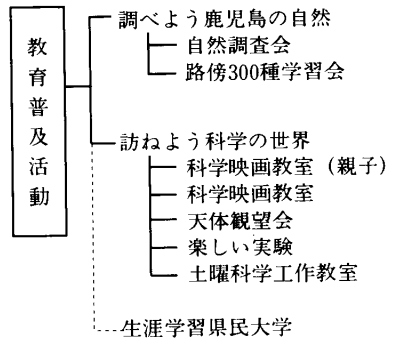 教育普及活動
調べよう鹿児島の自然
自然調査会
路傍300種学習会
訪ねよう科学の世界
科学映画教室（親子）
科学映画教室
天体観望会
楽しい実験
土曜科学工作教室
生涯学習県民大学